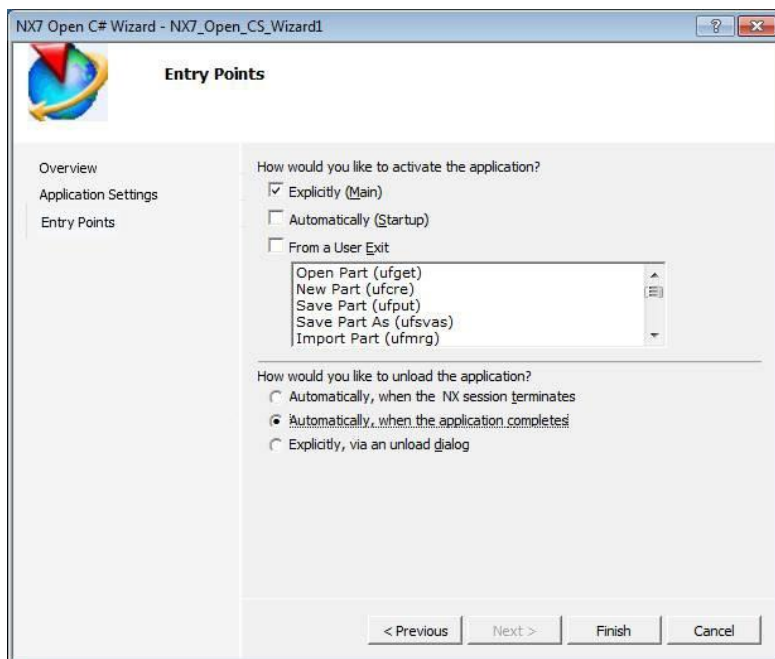 NX7 Open C# Wizard - NX7_Open_CS_Wizard1
Entry Points
Overview
Application Settings
Entry Points
How would you like to activate the application?
Explicitly (Main)
Automatically (Startup)
From a User Exit
Open Part (ufget)
New Part (ufcre)
Save Part (ufput)
Save Part As (ufsvas)
Import Part (ufmrg)
How would you like to unload the application?
Automatically, when the NX session terminates
Automatically, when the application completes
Explicitly, via an unload dialog
< Previous Next > Finish Cancel